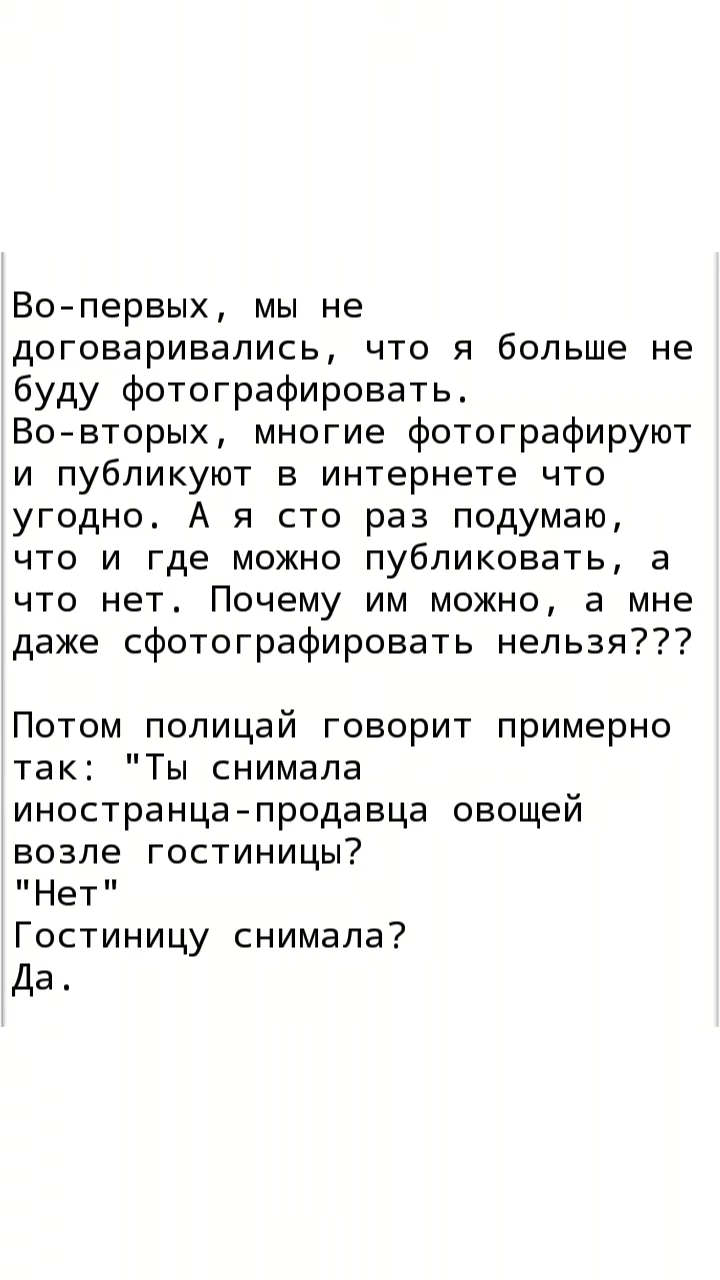 Во-первых, мы не
договаривались, что я больше не
буду фотографировать.
Во-вторых, многие фотографируют
и публикуют в интернете что
угодно. А я сто раз подумаю,
что и где можно публиковать, а
что нет. Почему им можно, а мне
даже сфотографировать нельзя???
Потом полицай говорит примерно
так: "Ты снимала
иностранца-продавца овощей
возле гостиницы?
"Нет"
Гостиницу снимала?
Да.